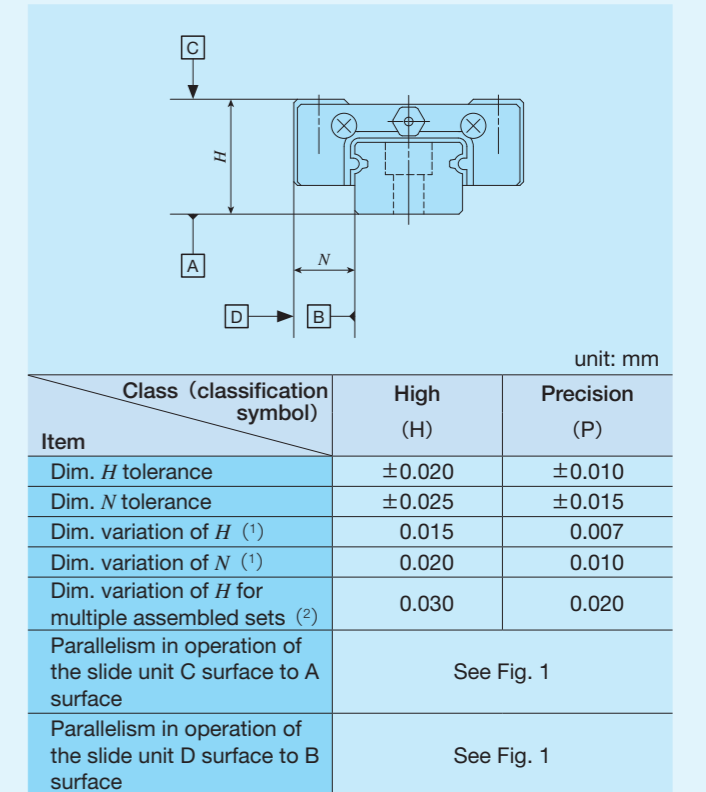 C
H
A
N
D
B
unit: mm
Class（classification
symbol）
Item
High
（H）
Precision
（P）
Dim. H tolerance
±0.020
±0.010
Dim. N tolerance
±0.025
±0.015
Dim. variation of H（¹）
0.015
0.007
Dim. variation of N（¹）
0.020
0.010
Dim. variation of H for
multiple assembled sets（²）
0.030
0.020
Parallelism in operation of
the slide unit C surface to A
surface
See Fig. 1
Parallelism in operation of
the slide unit D surface to B
surface
See Fig. 1